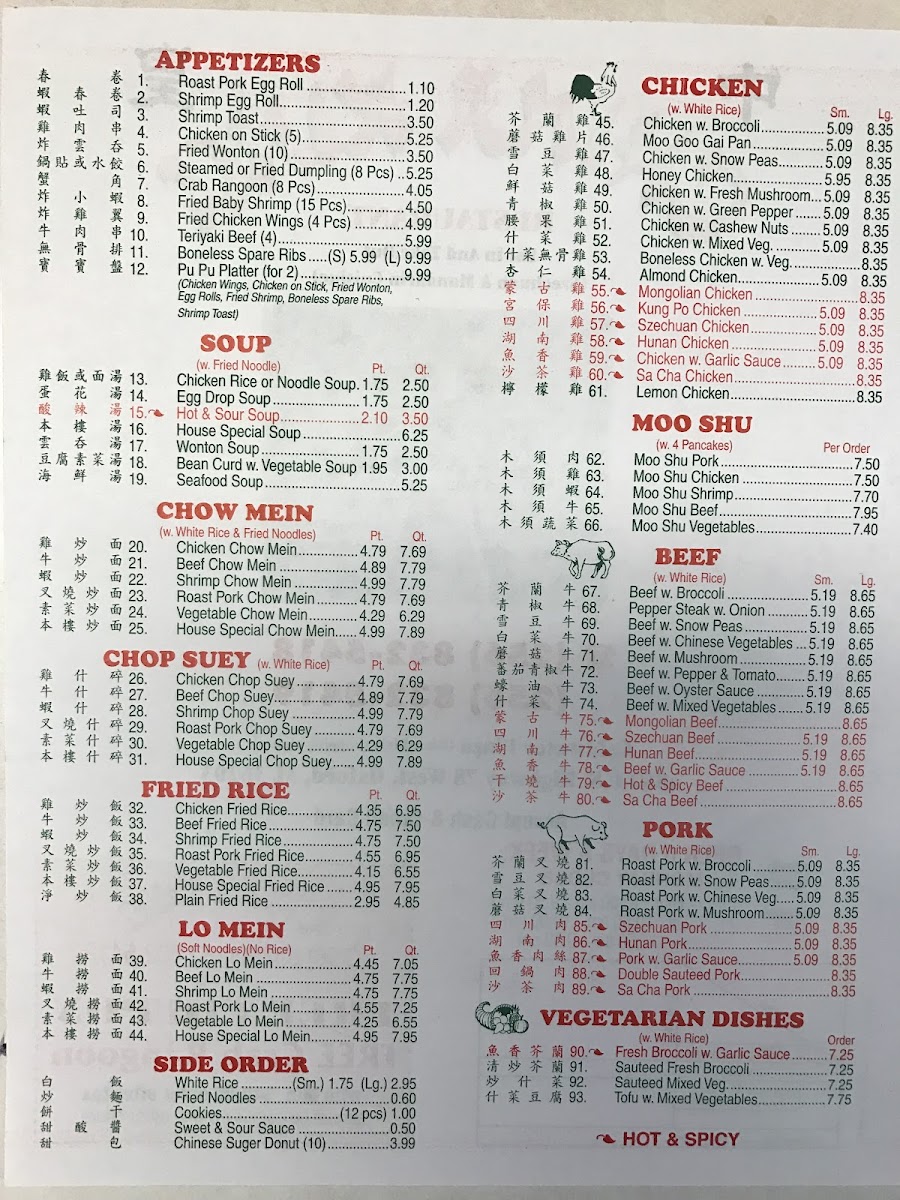 APPETIZERS
春卷 1. Roast Pork Egg Roll 1.10
蝦春卷 2. Shrimp Egg Roll 1.20
蝦吐司 3. Shrimp Toast 3.50
雞肉串 4. Chicken on Stick (5) 5.25
炸雲吞 5. Fried Wonton (10) 3.50
鍋貼或水餃 6. Steamed or Fried Dumpling (8 Pcs) 5.25
蟹角 7. Crab Rangoon (8 Pcs) 4.05
炸小蝦 8. Fried Baby Shrimp (15 Pcs) 4.50
炸雞翼 9. Fried Chicken Wings (4 Pcs) 4.99
牛肉串 10. Teriyaki Beef (4) 5.99
無骨排 11. Boneless Spare Ribs (S) 5.99 (L) 9.99
寶寶盤 12. Pu Pu Platter (for 2) 9.99
(Chicken Wings, Chicken on Stick, Fried Wonton,
Egg Rolls, Fried Shrimp, Boneless Spare Ribs,
Shrimp Toast)
SOUP
(w. Fried Noodle) Pt. Qt.
雞飯或面湯 13. Chicken Rice or Noodle Soup. 1.75 2.50
蛋花湯 14. Egg Drop Soup 1.75 2.50
酸辣湯 15. Hot & Sour Soup 2.10 3.50
本樓湯 16. House Special Soup 6.25
雲吞湯 17. Wonton Soup 1.75 2.50
豆腐素菜湯 18. Bean Curd w. Vegetable Soup 1.95 3.00
海鮮湯 19. Seafood Soup 5.25
CHOW MEIN
(w. White Rice & Fried Noodles) Pt. Qt.
雞炒面 20. Chicken Chow Mein 4.79 7.69
牛炒面 21. Beef Chow Mein 4.89 7.79
蝦炒面 22. Shrimp Chow Mein 4.99 7.79
叉燒炒面 23. Roast Pork Chow Mein 4.79 7.69
素菜炒面 24. Vegetable Chow Mein 4.29 6.29
本樓炒面 25. House Special Chow Mein 4.99 7.89
CHOP SUEY (w. White Rice) Pt. Qt.
雞什碎 26. Chicken Chop Suey 4.79 7.69
牛什碎 27. Beef Chop Suey 4.89 7.79
蝦什碎 28. Shrimp Chop Suey 4.99 7.79
叉燒什碎 29. Roast Pork Chop Suey 4.79 7.69
素菜什碎 30. Vegetable Chop Suey 4.29 6.29
本樓什碎 31. House Special Chop Suey 4.99 7.89
FRIED RICE Pt. Qt.
雞炒飯 32. Chicken Fried Rice 4.35 6.95
牛炒飯 33. Beef Fried Rice 4.75 7.50
蝦炒飯 34. Shrimp Fried Rice 4.75 7.50
叉燒炒飯 35. Roast Pork Fried Rice 4.55 6.95
素菜炒飯 36. Vegetable Fried Rice 4.15 6.55
本樓炒飯 37. House Special Fried Rice 4.95 7.95
淨炒飯 38. Plain Fried Rice 2.95 4.85
LO MEIN
(Soft Noodles)(No Rice) Pt. Qt.
雞撈面 39. Chicken Lo Mein 4.45 7.05
牛撈面 40. Beef Lo Mein 4.75 7.75
蝦撈面 41. Shrimp Lo Mein 4.75 7.75
叉燒撈面 42. Roast Pork Lo Mein 4.55 7.25
素菜撈面 43. Vegetable Lo Mein 4.25 6.55
本樓撈面 44. House Special Lo Mein 4.95 7.95
SIDE ORDER
白飯 White Rice (Sm.) 1.75 (Lg.) 2.95
炒麵 Fried Noodles 0.60
餅干 Cookies (12 pcs) 1.00
甜酸醬 Sweet & Sour Sauce 0.50
甜包 Chinese Suger Donut (10) 3.99
CHICKEN
(w. White Rice) Sm. Lg.
芥蘭雞 45. Chicken w. Broccoli 5.09 8.35
蘑菇雞片 46. Moo Goo Gai Pan 5.09 8.35
雪豆雞 47. Chicken w. Snow Peas 5.09 8.35
白菜雞 48. Honey Chicken 5.95 8.35
鮮菇雞 49. Chicken w. Fresh Mushroom 5.09 8.35
青椒雞 50. Chicken w. Green Pepper 5.09 8.35
腰果雞 51. Chicken w. Cashew Nuts 5.09 8.35
什菜雞 52. Chicken w. Mixed Veg. 5.09 8.35
什菜無骨雞 53. Boneless Chicken w. Veg. 8.35
杏仁雞 54. Almond Chicken 5.09 8.35
蒙古雞 55. Mongolian Chicken 8.35
宮保雞 56. Kung Po Chicken 5.09 8.35
四川雞 57. Szechuan Chicken 5.09 8.35
湖南雞 58. Hunan Chicken 5.09 8.35
魚香雞 59. Chicken w. Garlic Sauce 5.09 8.35
沙茶雞 60. Sa Cha Chicken 8.35
檸檬雞 61. Lemon Chicken 8.35
MOO SHU
(w. 4 Pancakes) Per Order
木須肉 62. Moo Shu Pork 7.50
木須雞 63. Moo Shu Chicken 7.50
木須蝦 64. Moo Shu Shrimp 7.70
木須牛 65. Moo Shu Beef 7.95
木須蔬菜 66. Moo Shu Vegetables 7.40
BEEF
(w. White Rice) Sm. Lg.
芥蘭牛 67. Beef w. Broccoli 5.19 8.65
青椒牛 68. Pepper Steak w. Onion 5.19 8.65
雪豆牛 69. Beef w. Snow Peas 5.19 8.65
白菜牛 70. Beef w. Chinese Vegetables 5.19 8.65
蘑菇牛 71. Beef w. Mushroom 5.19 8.65
蕃茄青椒牛 72. Beef w. Pepper & Tomato 5.19 8.65
蠔油牛 73. Beef w. Oyster Sauce 5.19 8.65
什菜牛 74. Beef w. Mixed Vegetables 5.19 8.65
蒙古牛 75. Mongolian Beef 8.65
四川牛 76. Szechuan Beef 5.19 8.65
湖南牛 77. Hunan Beef 5.19 8.65
魚香牛 78. Beef w. Garlic Sauce 5.19 8.65
干燒牛 79. Hot & Spicy Beef 8.65
沙茶牛 80. Sa Cha Beef 8.65
PORK
(w. White Rice) Sm. Lg.
芥蘭叉燒 81. Roast Pork w. Broccoli 5.09 8.35
雪豆叉燒 82. Roast Pork w. Snow Peas 5.09 8.35
白菜叉燒 83. Roast Pork w. Chinese Veg. 5.09 8.35
蘑菇叉燒 84. Roast Pork w. Mushroom 5.09 8.35
四川肉 85. Szechuan Pork 5.09 8.35
湖南肉 86. Hunan Pork 5.09 8.35
魚香肉絲 87. Pork w. Garlic Sauce 5.09 8.35
回鍋肉 88. Double Sauteed Pork 8.35
沙茶肉 89. Sa Cha Pork 8.35
VEGETARIAN DISHES
(w. White Rice) Order
魚香芥蘭 90. Fresh Broccoli w. Garlic Sauce 7.25
清炒芥蘭 91. Sauteed Fresh Broccoli 7.25
炒什菜 92. Sauteed Mixed Veg. 7.25
什菜豆腐 93. Tofu w. Mixed Vegetables 7.75
HOT & SPICY